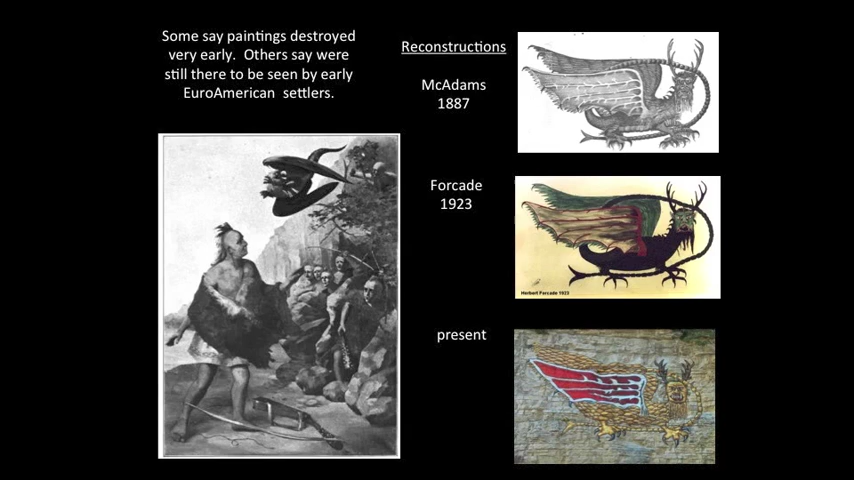 Some say paintings destroyed
very early.  Others say were
still there to be seen by early
EuroAmerican  settlers.
Reconstructions
McAdams
1887
Forcade
1923
Herbert Forcade 1923
present